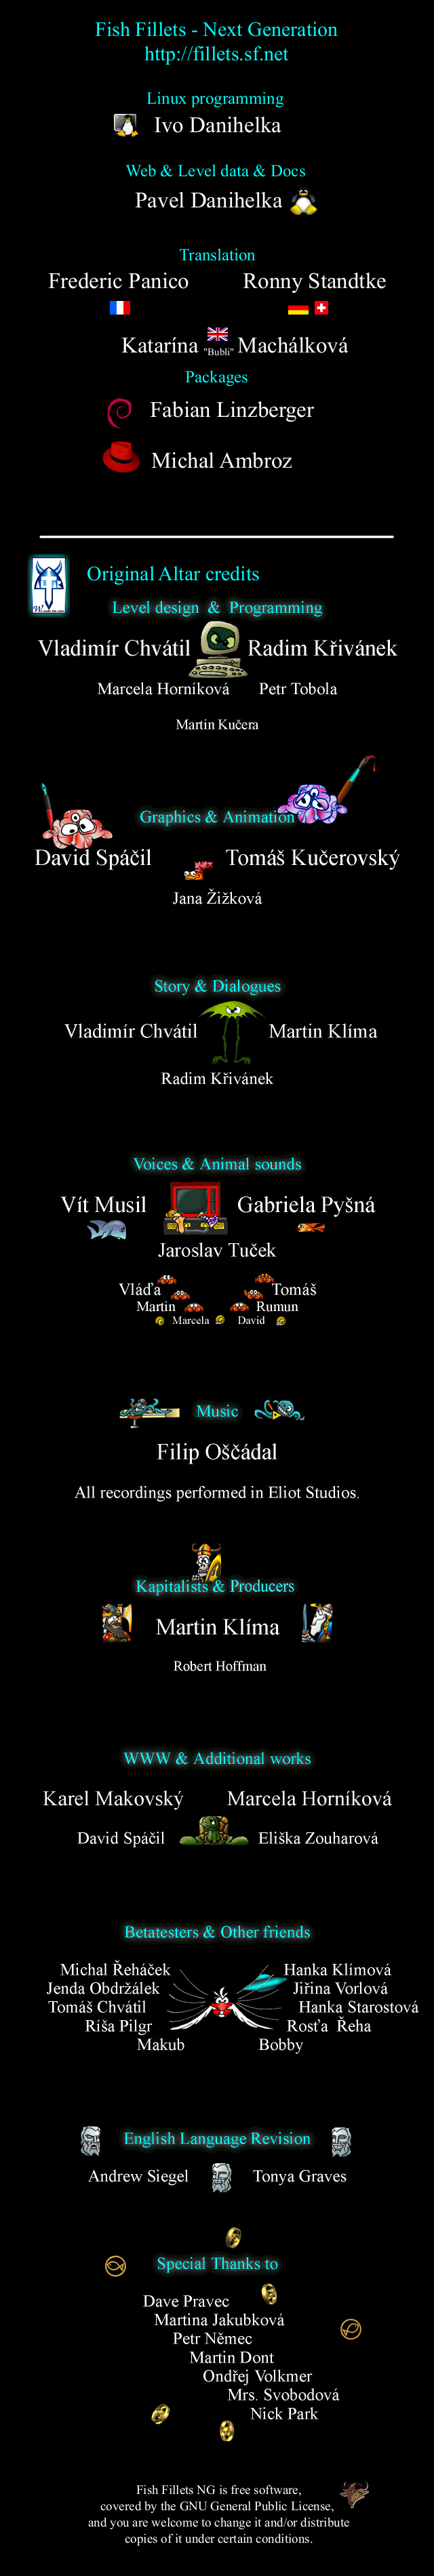 Fish Fillets - Next Generation
http://fillets.sf.net
Linux programming
Ivo Danihelka
Web & Level data & Docs
Pavel Danihelka
Translation
Frederic Panico Ronny Standtke
Katarína "Bubli" Machálková
Packages
Fabian Linzberger
Michal Ambroz
Original Altar credits
Level design & Programming
Vladimír Chvátil Radim Křivánek
Marcela Horníková Petr Tobola
Martin Kučera
Graphics & Animation
David Spáčil Tomáš Kučerovský
Jana Žižková
Story & Dialogues
Vladimír Chvátil Martin Klíma
Radim Křivánek
Voices & Animal sounds
Vít Musil Gabriela Pyšná
Jaroslav Tuček
Vláďa Tomáš
Martin Rumun
Marcela David
Music
Filip Oščádal
All recordings performed in Eliot Studios.
Kapitalists & Producers
Martin Klíma
Robert Hoffman
WWW & Additional works
Karel Makovský Marcela Horníková
David Spáčil Eliška Zouharová
Betatesters & Other friends
Michal Řeháček Hanka Klímová
Jenda Obdržálek Jiřina Vorlová
Tomáš Chvátil Hanka Starostová
Ríša Pilgr Rosťa Řeha
Makub Bobby
English Language Revision
Andrew Siegel Tonya Graves
Special Thanks to
Dave Pravec
Martina Jakubková
Petr Němec
Martin Dont
Ondřej Volkmer
Mrs. Svobodová
Nick Park
Fish Fillets NG is free software,
covered by the GNU General Public License,
and you are welcome to change it and/or distribute
copies of it under certain conditions.